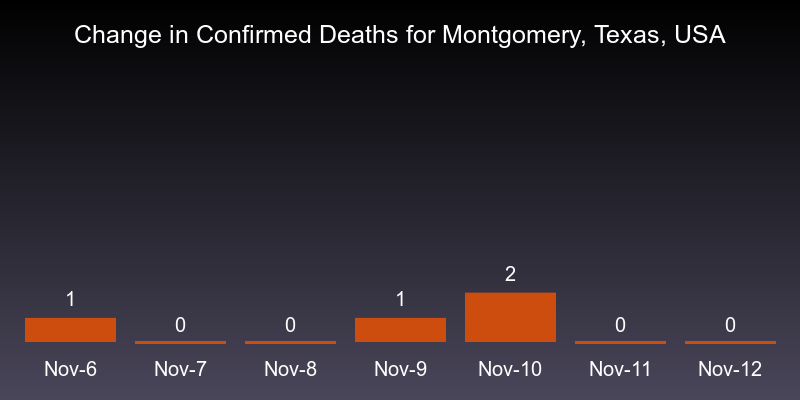 Change in Confirmed Deaths for Montgomery, Texas, USA
1 0 0 1 2 0 0
Nov-6 Nov-7 Nov-8 Nov-9 Nov-10 Nov-11 Nov-12